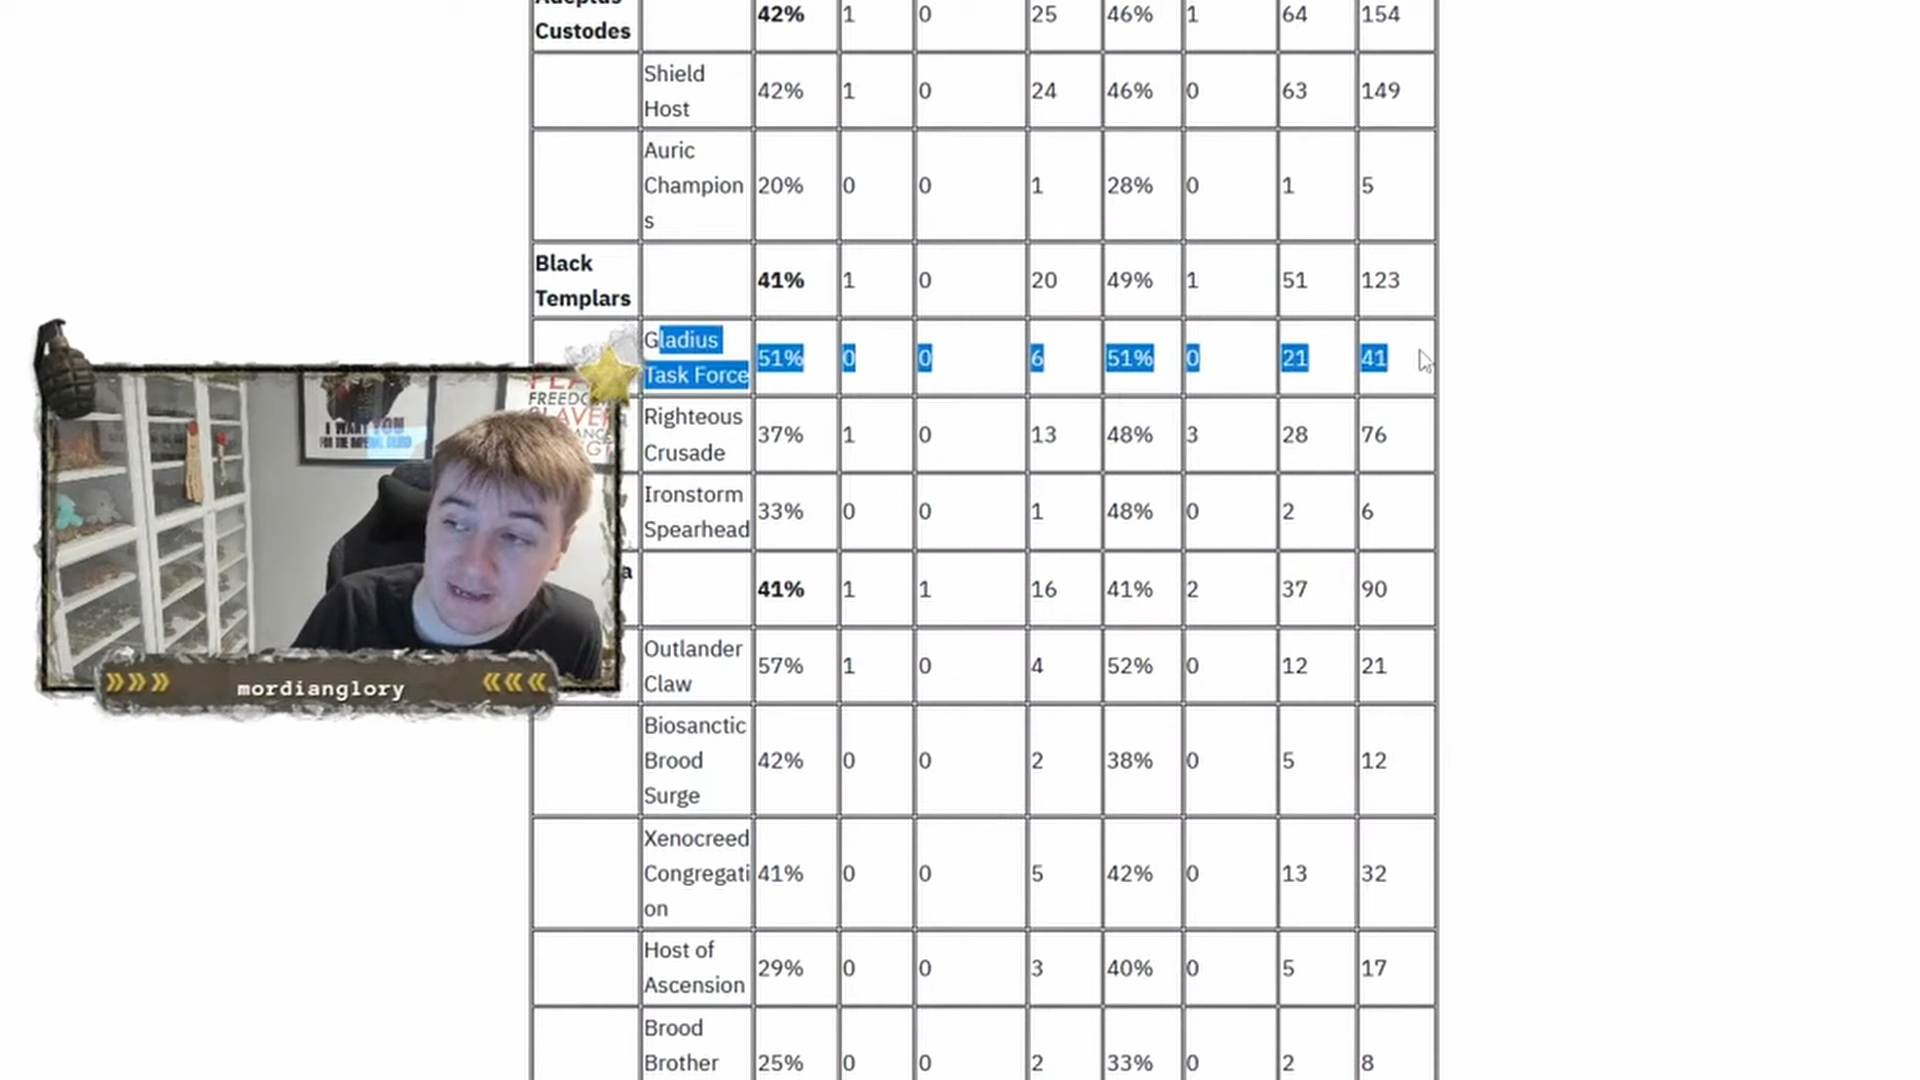 Custodes 42% 1 0 25 46% 1 64 154
Shield
Host 42% 1 0 24 46% 0 63 149
Auric
Champion 20% 0 0 1 28% 0 1 5
s
Black
Templars 41% 1 0 20 49% 1 51 123
Gladius
Task Force 51% 0 0 6 51% 0 21 41
Righteous
Crusade 37% 1 0 13 48% 3 28 76
Ironstorm
Spearhead 33% 0 0 1 48% 0 2 6
a 41% 1 1 16 41% 2 37 90
Outlander
Claw 57% 1 0 4 52% 0 12 21
Biosanctic
Brood 42% 0 0 2 38% 0 5 12
Surge
Xenocreed
Congregati 41% 0 0 5 42% 0 13 32
on
Host of
Ascension 29% 0 0 3 40% 0 5 17
Brood
Brother 25% 0 0 2 33% 0 2 8
I WANT YOU
FREEDOM
mordianglory